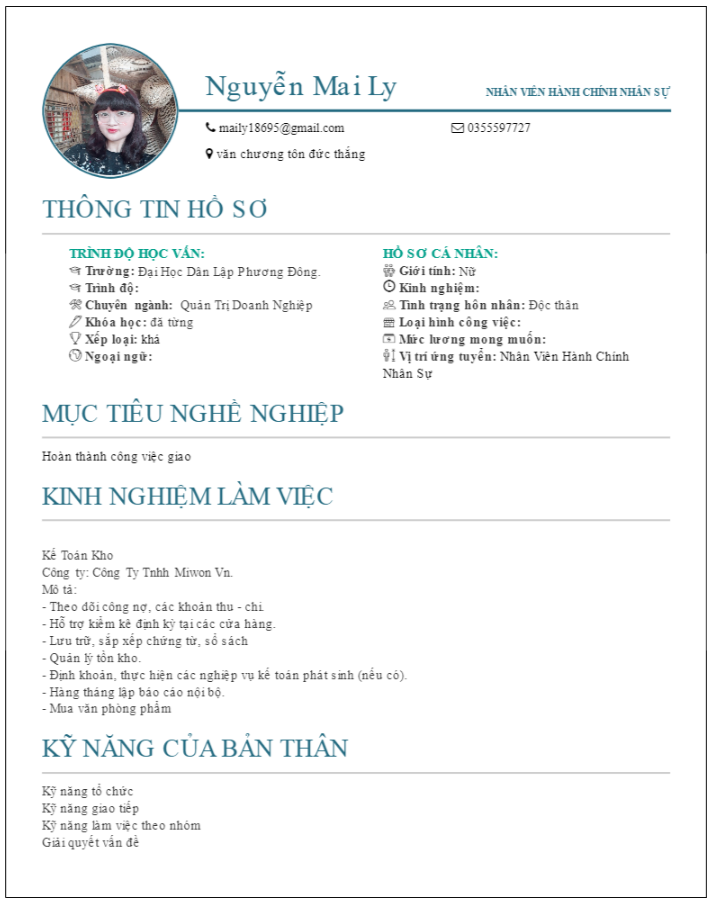 Nguyễn Mai Ly
NHÂN VIÊN HÀNH CHÍNH NHÂN SỰ
maily18695@gmail.com
0355597727
văn chương tôn đức thắng
THÔNG TIN HỒ SƠ
TRÌNH ĐỘ HỌC VẤN:
Trường: Đại Học Dân Lập Phương Đông.
Trình độ:
Chuyên ngành: Quản Trị Doanh Nghiệp
Khóa học: đã từng
Xếp loại: khá
Ngoại ngữ:
HỒ SƠ CÁ NHÂN:
Giới tính: Nữ
Kinh nghiệm:
Tình trạng hôn nhân: Độc thân
Loại hình công việc:
Mức lương mong muốn:
Vị trí ứng tuyển: Nhân Viên Hành Chính
Nhân Sự
MỤC TIÊU NGHỀ NGHIỆP
Hoàn thành công việc giao
KINH NGHIỆM LÀM VIỆC
Kế Toán Kho
Công ty: Công Ty Tnhh Miwon Vn.
Mô tả:
- Theo dõi công nợ, các khoản thu - chi.
- Hỗ trợ kiểm kê định kỳ tại các cửa hàng.
- Lưu trữ, sắp xếp chứng từ, sổ sách
- Quản lý tồn kho.
- Định khoản, thực hiện các nghiệp vụ kế toán phát sinh (nếu có).
- Hàng tháng lập báo cáo nội bộ.
- Mua văn phòng phẩm
KỸ NĂNG CỦA BẢN THÂN
Kỹ năng tổ chức
Kỹ năng giao tiếp
Kỹ năng làm việc theo nhóm
Giải quyết vấn đề